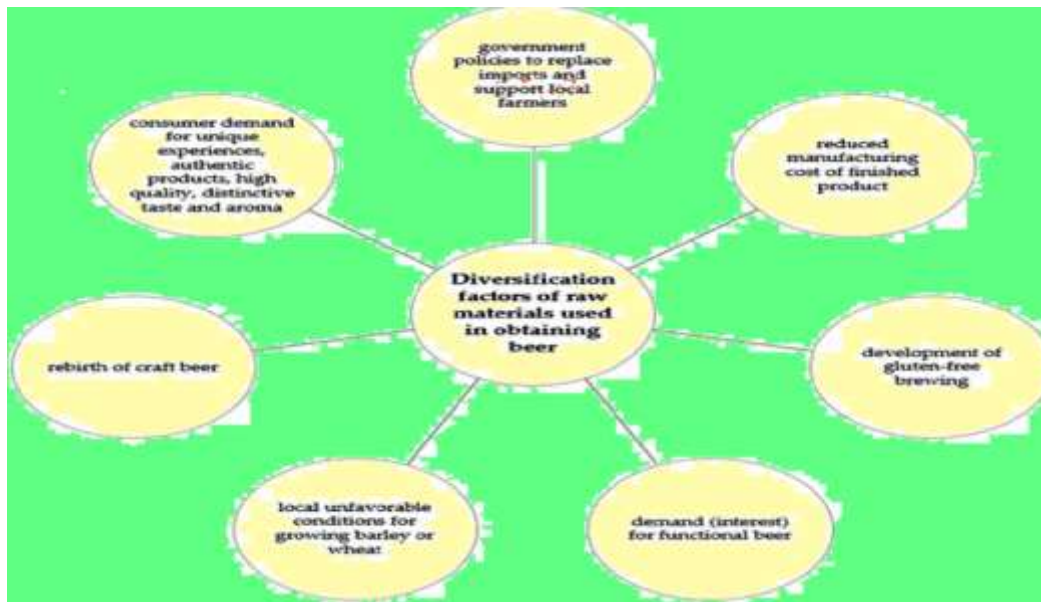 government
policies to replace
imports and
support local
farmers
consumer demand
for unique
experiences,
authentic
products, high
quality, distinctive
taste and aroma
reduced
manufacturing
cost of finished
product
Diversification
factors of raw
materials used
in obtaining
beer
rebirth of craft beer
development of
gluten-free
brewing
local unfavorable
conditions for
growing barley or
wheat
demand (interest)
for functional beer